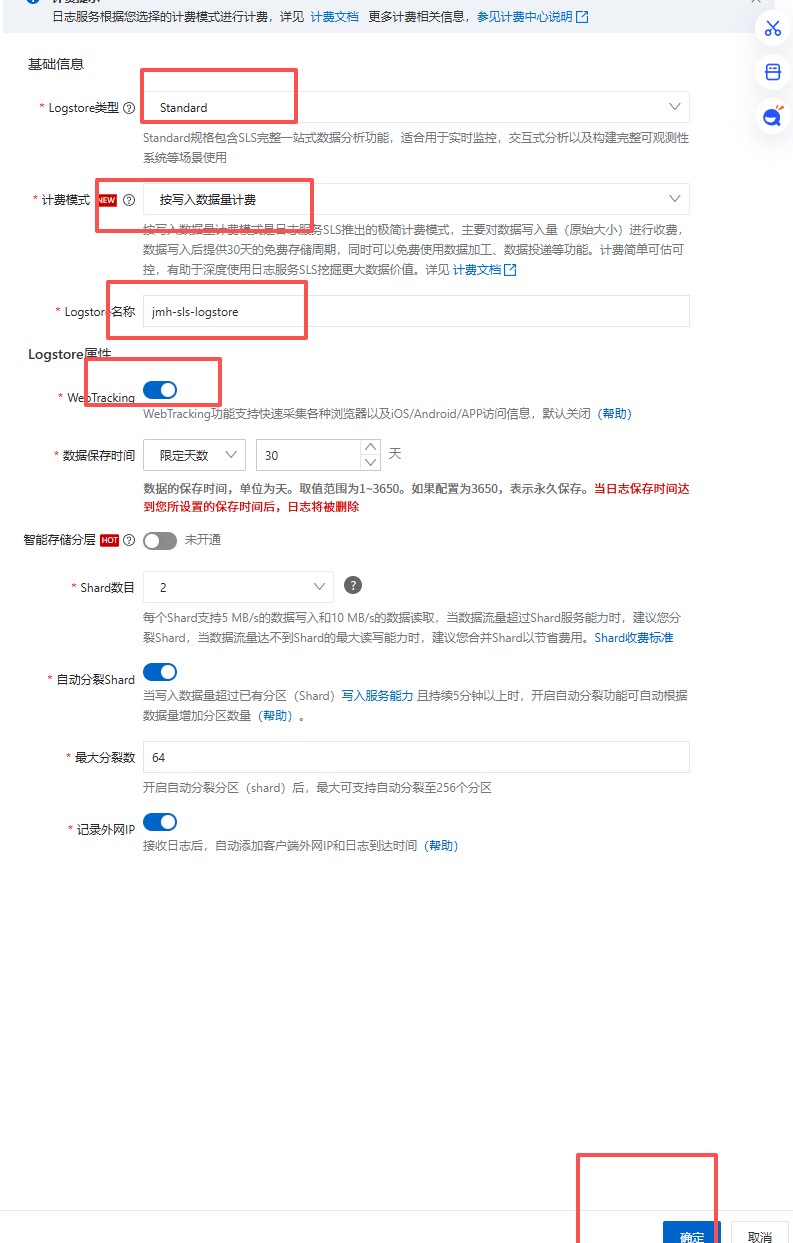 日志服务根据您选择的计费模式进行计费，详见 计费文档 更多计费相关信息，参见计费中心说明
基础信息
* Logstore类型
Standard
Standard规格包含SLS完整一站式数据分析功能，适合用于实时监控，交互式分析以及构建完整可观测性
系统等场景使用
* 计费模式 NEW
按写入数据量计费
按写入数据量计费模式是日志服务SLS推出的极简计费模式，主要对数据写入量（原始大小）进行收费，
数据写入后提供30天的免费存储周期，同时可以免费使用数据加工、数据投递等功能。计费简单可估可
控，有助于深度使用日志服务SLS挖掘更大数据价值。详见 计费文档
* Logstore名称
jmh-sls-logstore
Logstore属性
* WebTracking
WebTracking功能支持快速采集各种浏览器以及iOS/Android/APP访问信息，默认关闭（帮助）
* 数据保存时间
限定天数 30 天
数据的保存时间，单位为天。取值范围为1~3650。如果配置为3650，表示永久保存。当日志保存时间达
到您所设置的保存时间后，日志将被删除
智能存储分层 HOT 未开通
* Shard数目
2
每个Shard支持5 MB/s的数据写入和10 MB/s的数据读取，当数据流量超过Shard服务能力时，建议您分
裂Shard，当数据流量达不到Shard的最大读写能力时，建议您合并Shard以节省费用。Shard收费标准
* 自动分裂Shard
当写入数据量超过已有分区（Shard）写入服务能力 且持续5分钟以上时，开启自动分裂功能可自动根据
数据量增加分区数量（帮助）。
* 最大分裂数
64
开启自动分裂分区（shard）后，最大可支持自动分裂至256个分区
* 记录外网IP
接收日志后，自动添加客户端外网IP和日志到达时间（帮助）
确定 取消